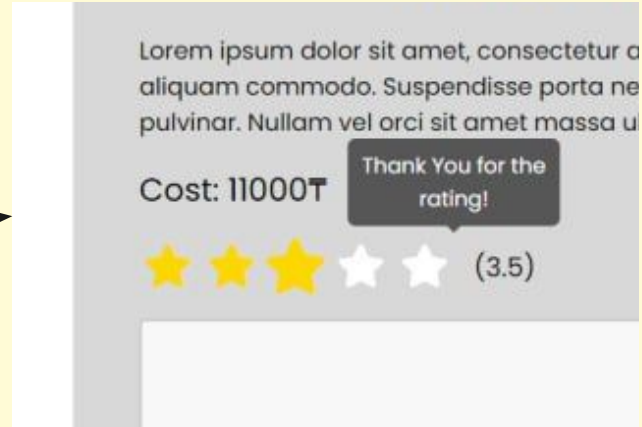 Lorem ipsum dolor sit amet, consectetur a
aliquam commodo. Suspendisse porta ne
pulvinar. Nullam vel orci sit amet massa u
Thank You for the
rating!
Cost: 11000₸
(3.5)